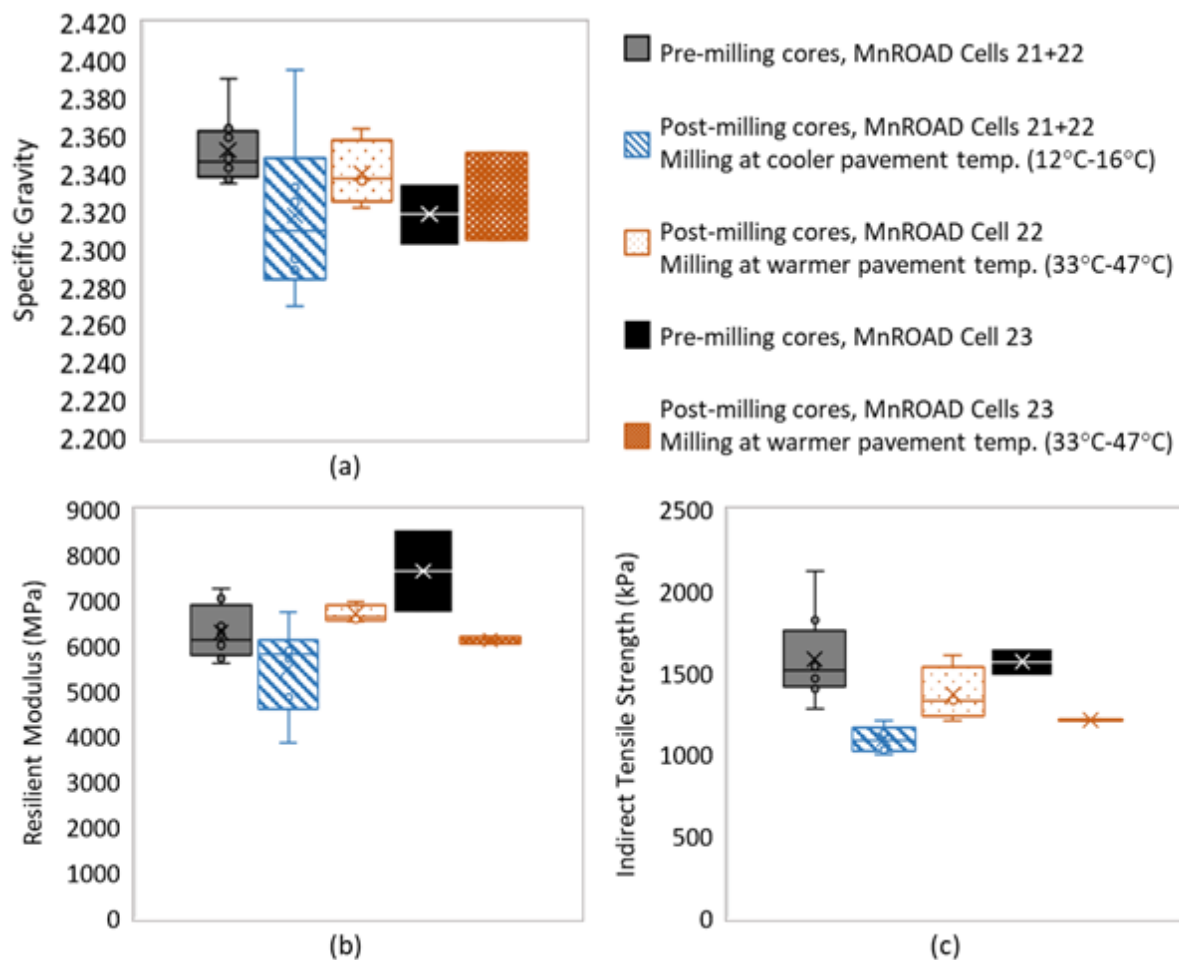 2.420
2.400
2.380
2.360
2.340
2.320
2.300
2.280
2.260
2.240
2.220
2.200
Specific Gravity
(a)
Pre-milling cores, MnROAD Cells 21+22
Post-milling cores, MnROAD Cells 21+22
Milling at cooler pavement temp. (12°C-16°C)
Post-milling cores, MnROAD Cell 22
Milling at warmer pavement temp. (33°C-47°C)
Pre-milling cores, MnROAD Cell 23
Post-milling cores, MnROAD Cells 23
Milling at warmer pavement temp. (33°C-47°C)
9000
8000
7000
6000
5000
4000
3000
2000
1000
0
Resilient Modulus (MPa)
(b)
2500
2000
1500
1000
500
0
Indirect Tensile Strength (kPa)
(c)